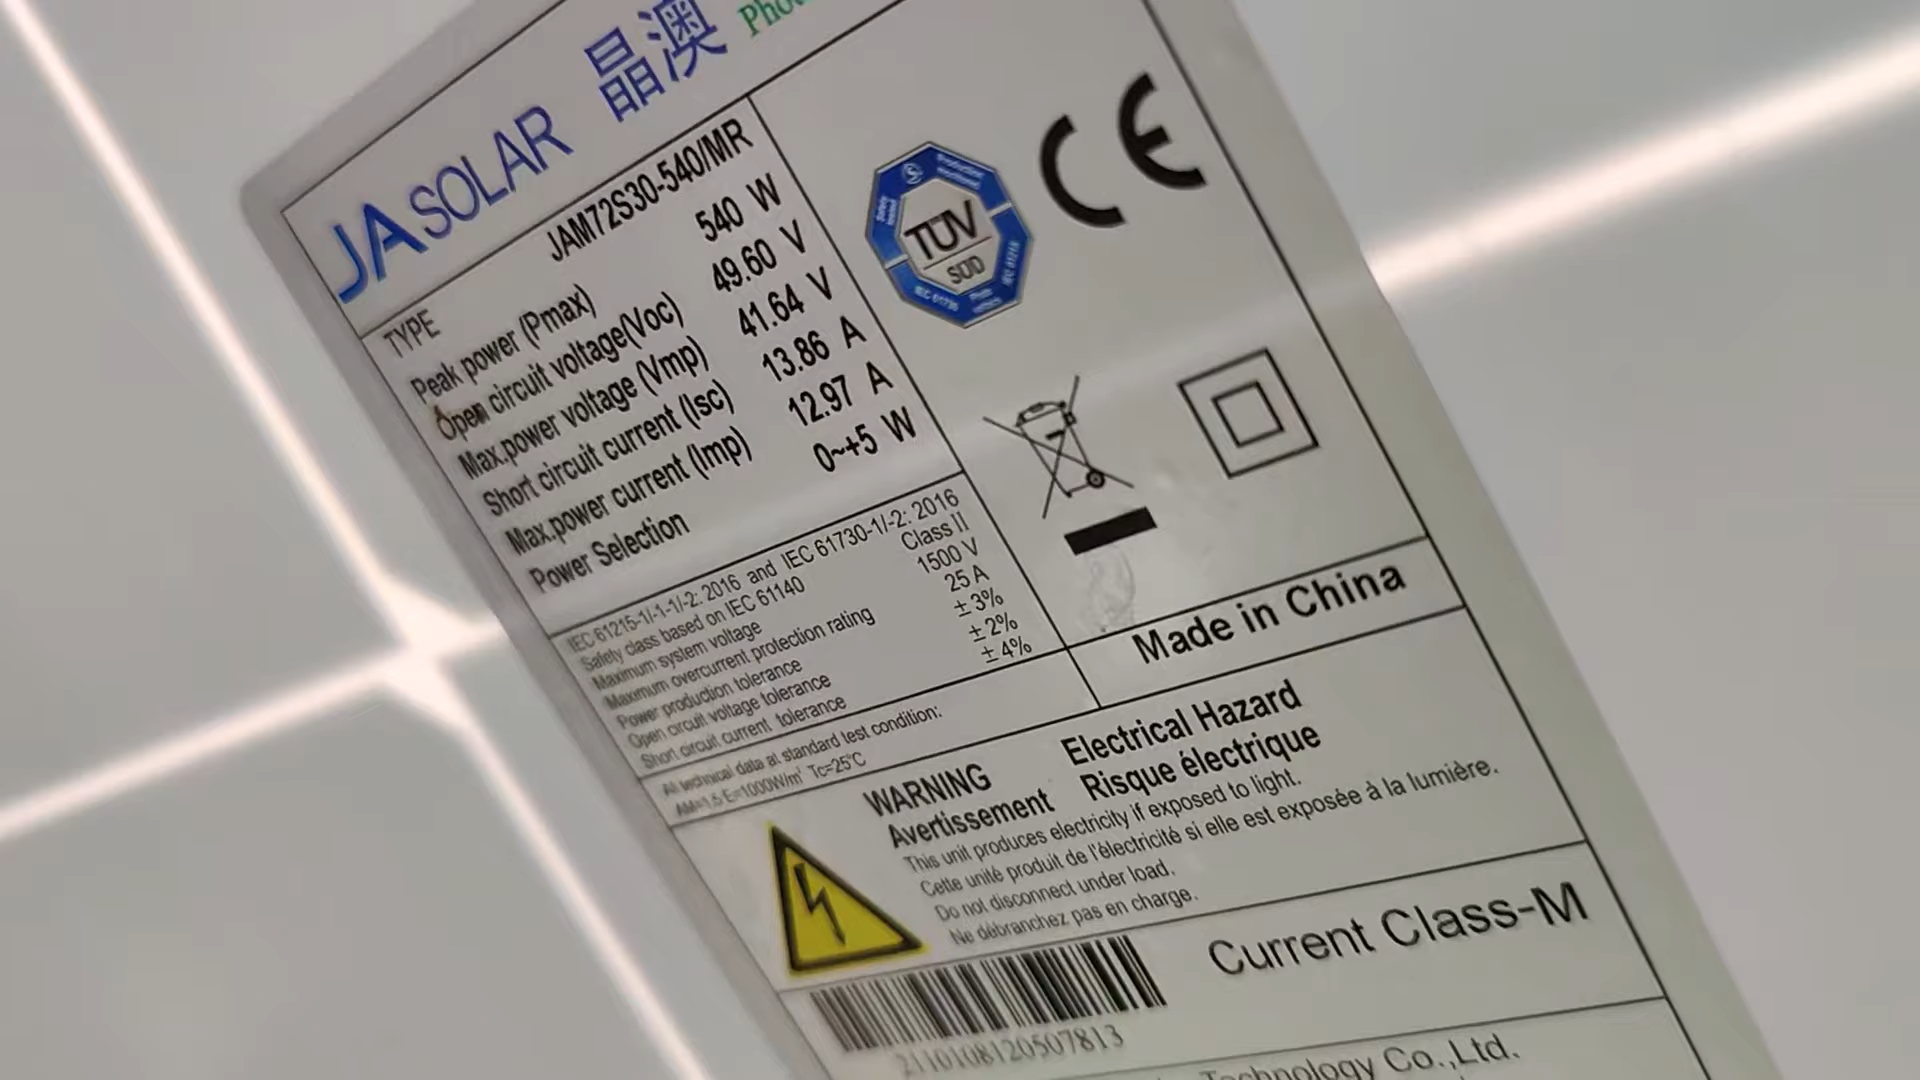 JA SOLAR 晶澳
TYPE JAM72S30-540/MR
Peak power (Pmax) 540 W
Open circuit voltage(Voc) 49.60 V
Max.power voltage (Vmp) 41.64 V
Short circuit current (Isc) 13.86 A
Max.power current (Imp) 12.97 A
Power Selection 0~+5 W
IEC 61215-1/-1-1/-2: 2016 and IEC 61730-1/-2: 2016
Safety class based on IEC 61140 Class II
Maximum system voltage 1500 V
Maximum overcurrent protection rating 25 A
Power production tolerance ±3%
Open circuit voltage tolerance ±2%
Short circuit current tolerance ±4%
All technical data at standard test condition:
AM=1.5 E=1000W/m² Tc=25°C
TÜV
SÜD
CE
Made in China
WARNING Electrical Hazard
Avertissement Risque électrique
This unit produces electricity if exposed to light.
Cette unité produit de l'électricité si elle est exposée à la lumière.
Do not disconnect under load.
Ne débranchez pas en charge.
Current Class-M
2110108120507813
Technology Co.,Ltd.